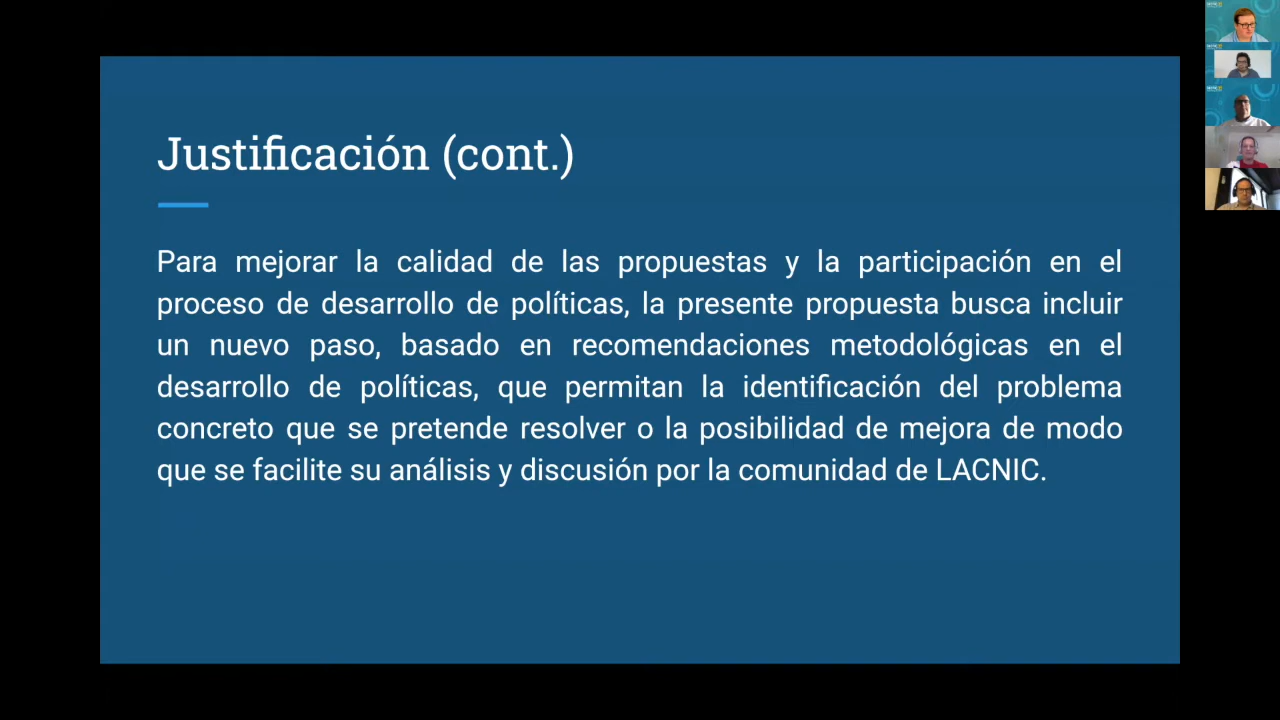 Justificación (cont.)
Para mejorar la calidad de las propuestas y la participación en el
proceso de desarrollo de políticas, la presente propuesta busca incluir
un nuevo paso, basado en recomendaciones metodológicas en el
desarrollo de políticas, que permitan la identificación del problema
concreto que se pretende resolver o la posibilidad de mejora de modo
que se facilite su análisis y discusión por la comunidad de LACNIC.